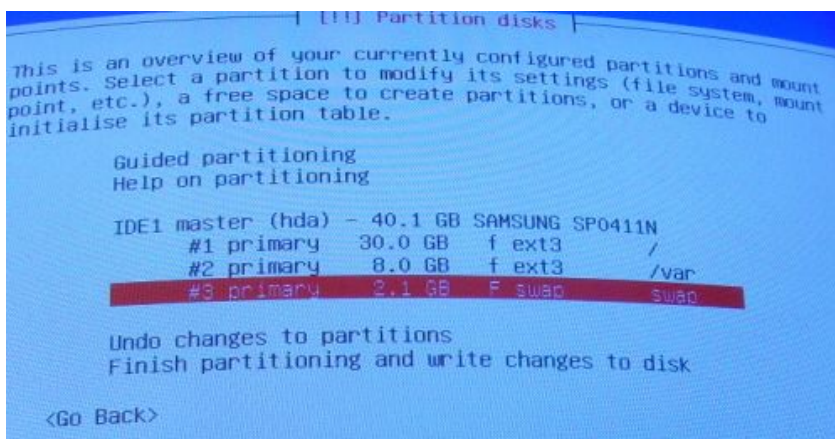 [!!] Partition disks
This is an overview of your currently configured partitions and mount
points. Select a partition to modify its settings (file system, mount
point, etc.), a free space to create partitions, or a device to
initialise its partition table.
Guided partitioning
Help on partitioning
IDE1 master (hda) - 40.1 GB SAMSUNG SP0411N
#1 primary 30.0 GB f ext3 /
#2 primary 8.0 GB f ext3 /var
#3 primary 2.1 GB F swap swap
Undo changes to partitions
Finish partitioning and write changes to disk
<Go Back>